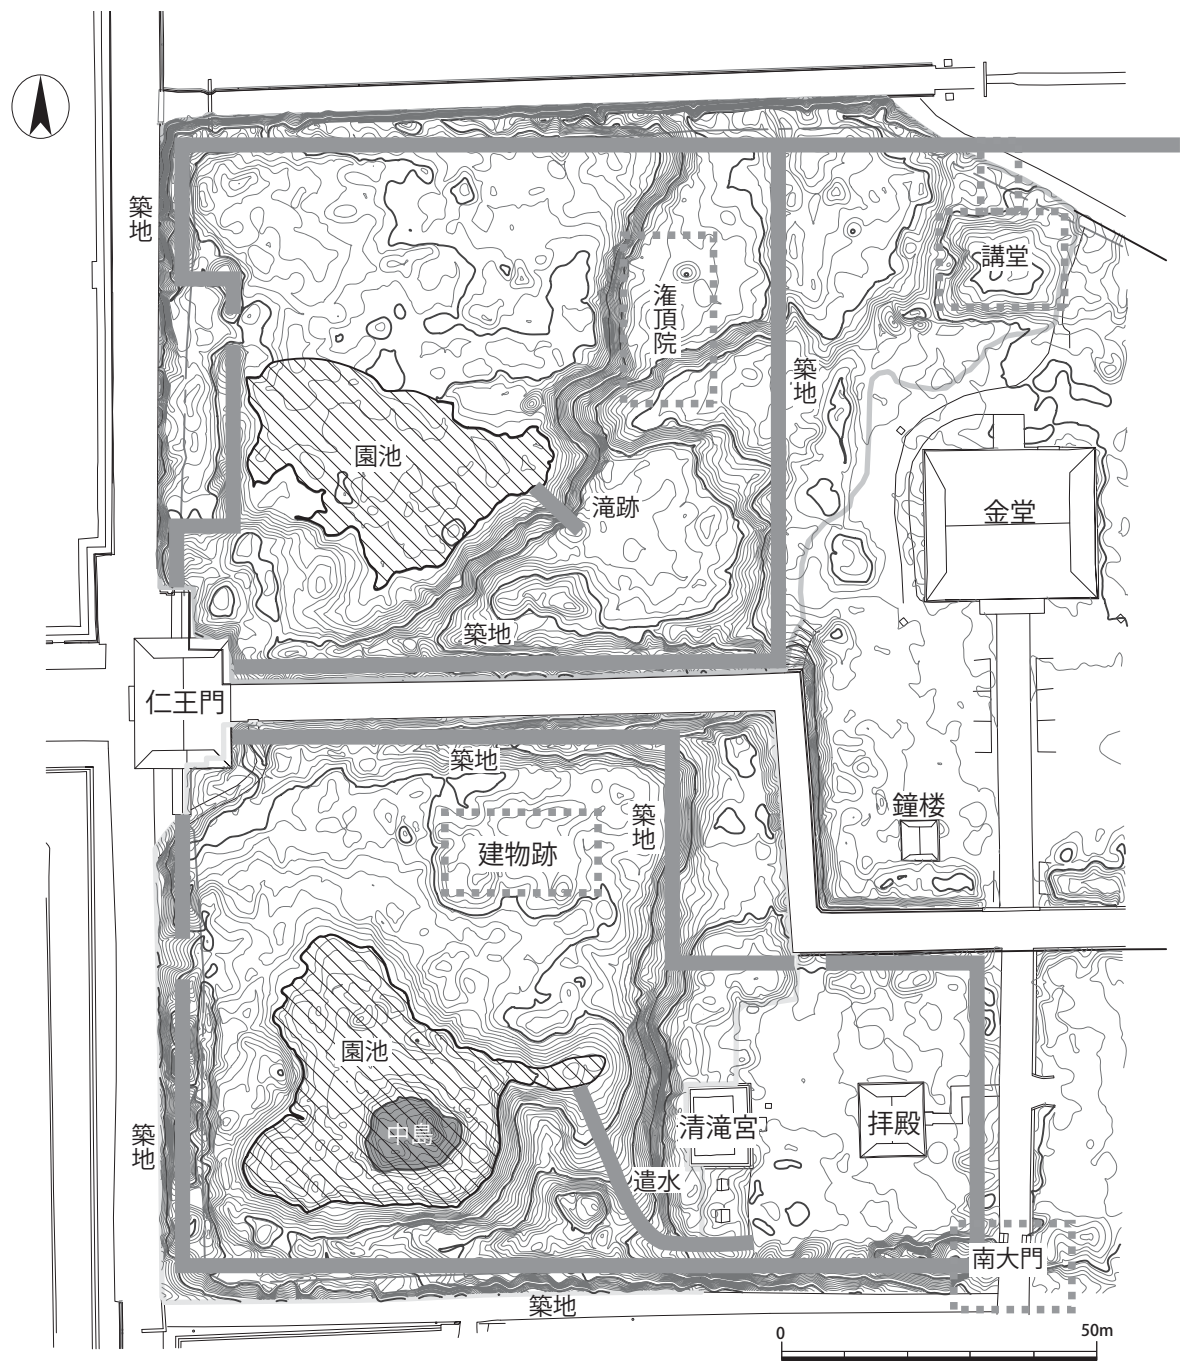 築地
講堂
潅頂院
築地
園池
滝跡
金堂
築地
仁王門
築地
築地
鐘楼
建物跡
園池
中島
清滝宮
拝殿
築地
遣水
南大門
築地
0 50m